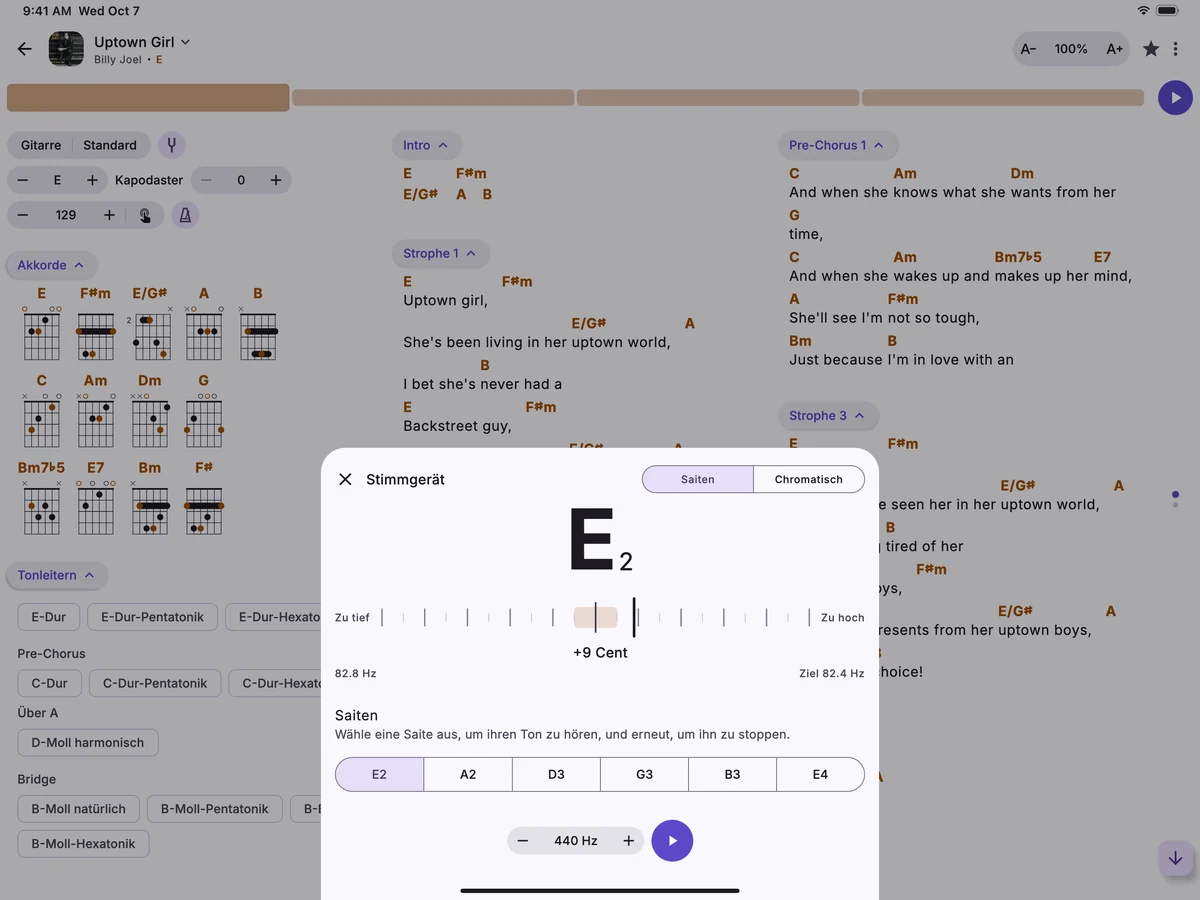 9:41 AM Wed Oct 7
Uptown Girl
Billy Joel • E
A− 100% A+
Gitarre Standard
− E + Kapodaster − 0 +
− 129 +
Akkorde
E F#m E/G# A B
2
C Am Dm G
Bm7♭5 E7 Bm F#
Tonleitern
E-Dur E-Dur-Pentatonik E-Dur-Hexato
Pre-Chorus
C-Dur C-Dur-Pentatonik C-Dur-Hexato
Über A
D-Moll harmonisch
Bridge
B-Moll natürlich B-Moll-Pentatonik
B-Moll-Hexatonik
Intro
E F#m
E/G# A B
Strophe 1
E F#m
Uptown girl,
E/G# A
She's been living in her uptown world,
B
I bet she's never had a
E F#m
Backstreet guy,
E/G# A
Pre-Chorus 1
C Am Dm
And when she knows what she wants from her
G
time,
C Am Bm7♭5 E7
And when she wakes up and makes up her mind,
A F#m
She'll see I'm not so tough,
Bm B
Just because I'm in love with an
Strophe 3
E F#m
E/G# A
seen her in her uptown world,
B
tired of her
F#m
E/G# A
from her uptown boys,
Stimmgerät
Saiten Chromatisch
E2
Zu tief Zu hoch
+9 Cent
82.8 Hz Ziel 82.4 Hz
Saiten
Wähle eine Saite aus, um ihren Ton zu hören, und erneut, um ihn zu stoppen.
E2 A2 D3 G3 B3 E4
− 440 Hz +